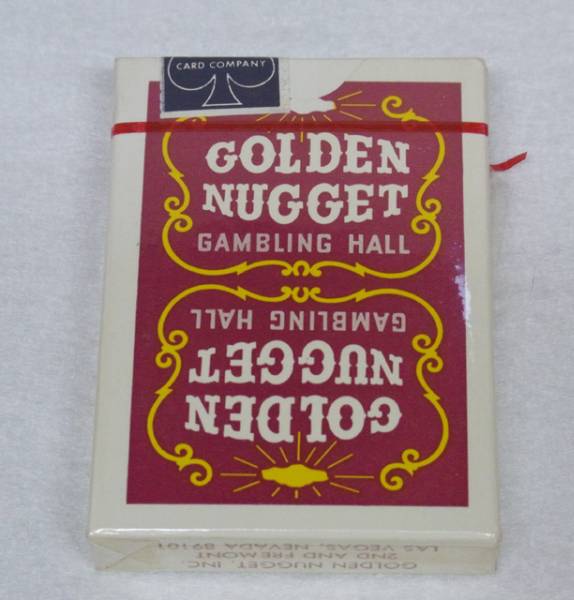 CARD COMPANY
GOLDEN
NUGGET
GAMBLING HALL
GAMBLING HALL
NUGGET
GOLDEN
GOLDEN NUGGET, INC.
2ND AND FREMONT
LAS VEGAS, NEVADA 89101